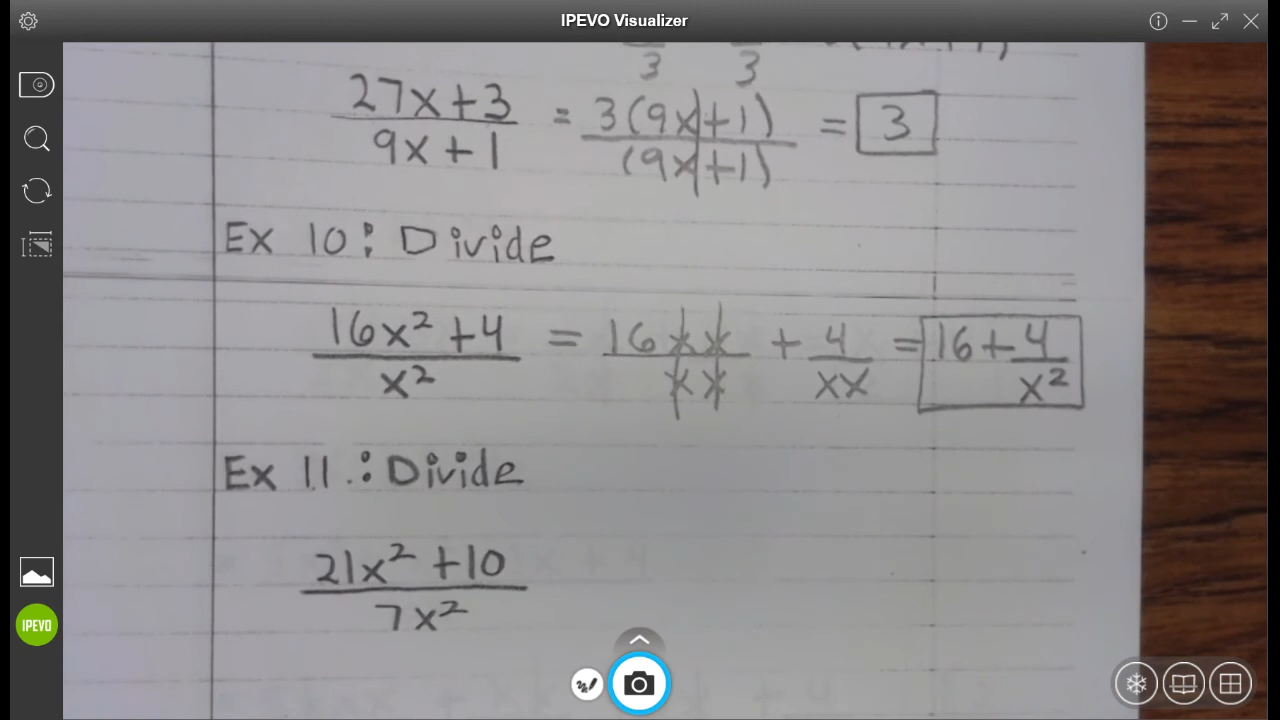 IPEVO Visualizer
3 3
27x+3 / 9x+1 = 3(9x+1) / (9x+1) = 3
Ex 10: Divide
16x² +4 / x² = 16xx / xx + 4 / xx = 16+ 4 / x²
Ex 11.: Divide
21x² +10 / 7x²
IPEVO